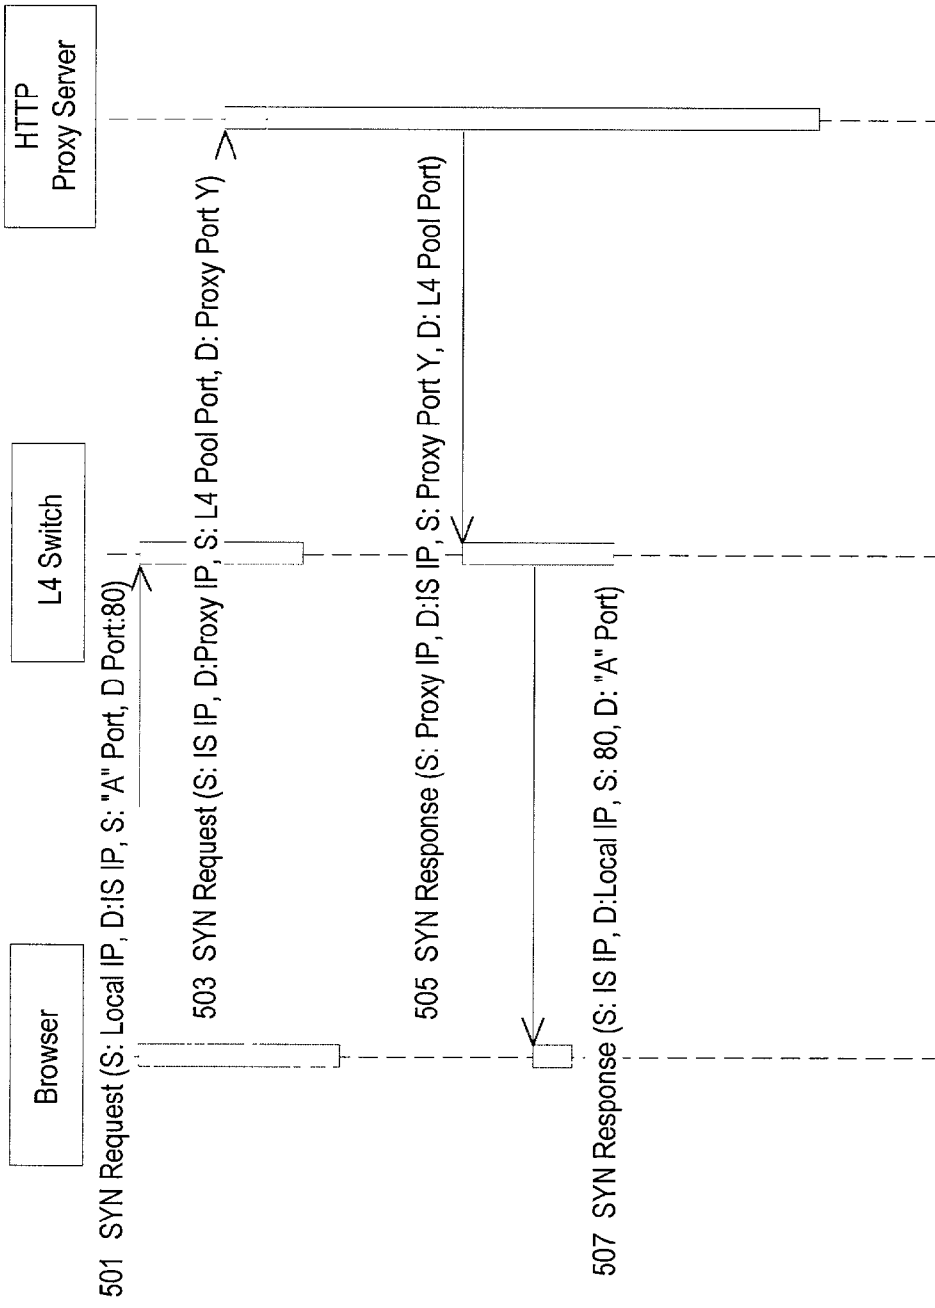 Browser
L4 Switch
HTTP
Proxy Server
501 SYN Request (S: Local IP, D:IS IP, S: "A" Port, D Port:80)
503 SYN Request (S: IS IP, D:Proxy IP, S: L4 Pool Port, D: Proxy Port Y)
505 SYN Response (S: Proxy IP, D:IS IP, S: Proxy Port Y, D: L4 Pool Port)
507 SYN Response (S: IS IP, D:Local IP, S: 80, D: "A" Port)